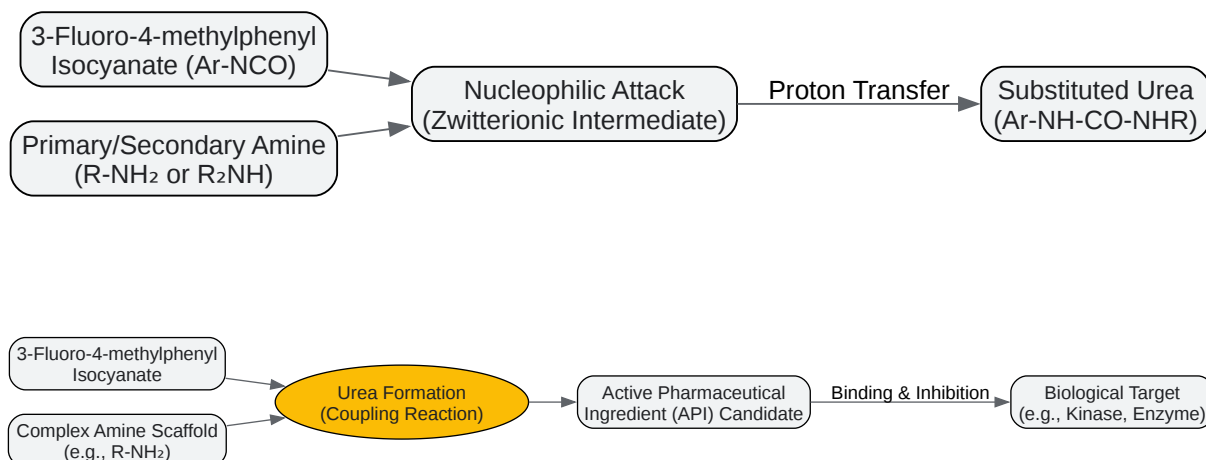 3-Fluoro-4-methylphenyl
Isocyanate (Ar-NCO)
Primary/Secondary Amine
(R-NH₂ or R₂NH)
Nucleophilic Attack
(Zwitterionic Intermediate)
Proton Transfer
Substituted Urea
(Ar-NH-CO-NHR)
3-Fluoro-4-methylphenyl
Isocyanate
Complex Amine Scaffold
(e.g., R-NH₂)
Urea Formation
(Coupling Reaction)
Active Pharmaceutical
Ingredient (API) Candidate
Binding & Inhibition
Biological Target
(e.g., Kinase, Enzyme)